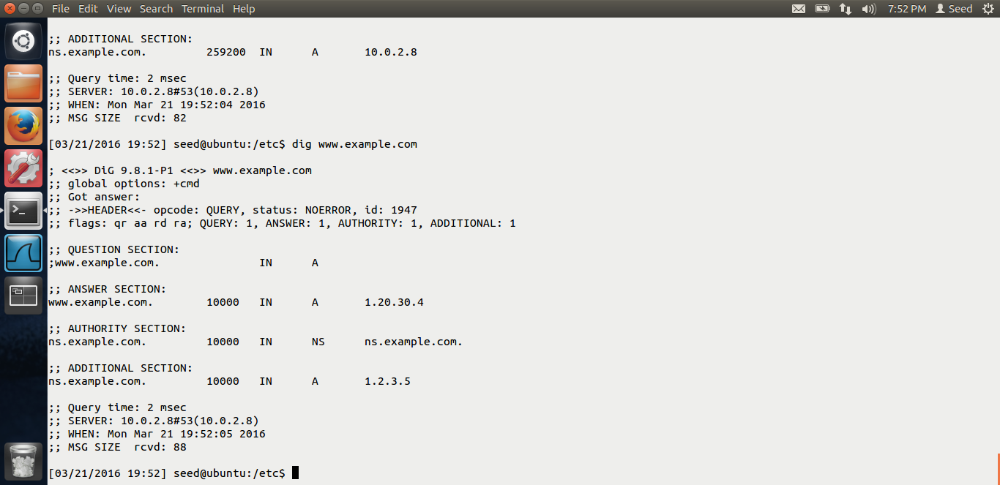 File Edit View Search Terminal Help 7:52 PM Seed
;; ADDITIONAL SECTION:
ns.example.com. 259200 IN A 10.0.2.8
;; Query time: 2 msec
;; SERVER: 10.0.2.8#53(10.0.2.8)
;; WHEN: Mon Mar 21 19:52:04 2016
;; MSG SIZE  rcvd: 82
[03/21/2016 19:52] seed@ubuntu:/etc$ dig www.example.com
; <<>> DiG 9.8.1-P1 <<>> www.example.com
;; global options: +cmd
;; Got answer:
;; ->>HEADER<<- opcode: QUERY, status: NOERROR, id: 1947
;; flags: qr aa rd ra; QUERY: 1, ANSWER: 1, AUTHORITY: 1, ADDITIONAL: 1
;; QUESTION SECTION:
;www.example.com. IN A
;; ANSWER SECTION:
www.example.com. 10000 IN A 1.20.30.4
;; AUTHORITY SECTION:
ns.example.com. 10000 IN NS ns.example.com.
;; ADDITIONAL SECTION:
ns.example.com. 10000 IN A 1.2.3.5
;; Query time: 2 msec
;; SERVER: 10.0.2.8#53(10.0.2.8)
;; WHEN: Mon Mar 21 19:52:05 2016
;; MSG SIZE  rcvd: 88
[03/21/2016 19:52] seed@ubuntu:/etc$